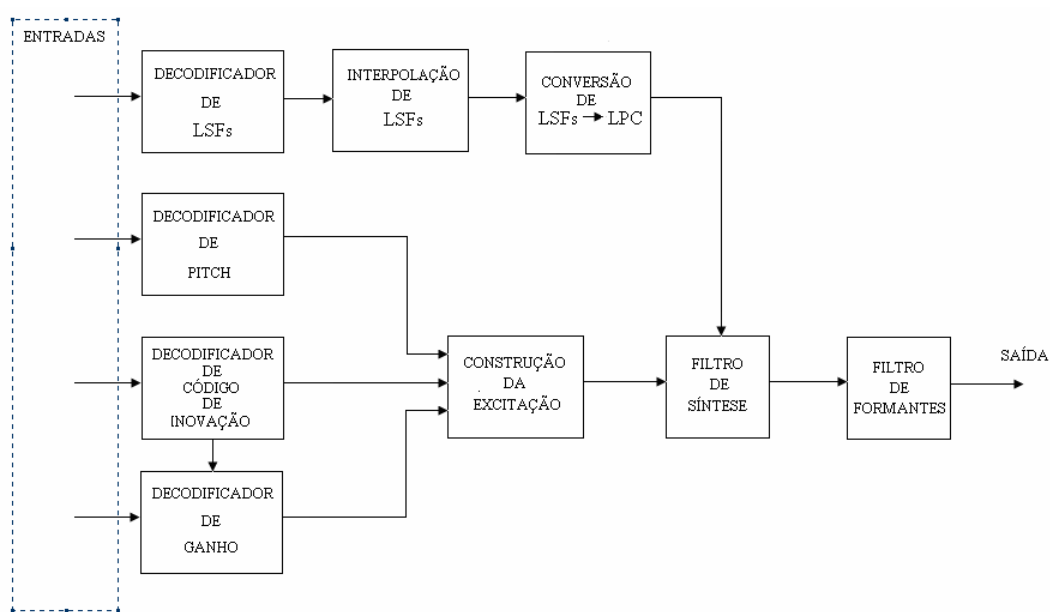 ENTRADAS
DECODIFICADOR
DE
LSFs
INTERPOLAÇÃO
DE
LSFs
CONVERSÃO
DE
LSFs → LPC
DECODIFICADOR
DE
PITCH
DECODIFICADOR
DE
CÓDIGO
DE
INOVAÇÃO
CONSTRUÇÃO
DA
EXCITAÇÃO
FILTRO
DE
SÍNTESE
FILTRO
DE
FORMANTES
SAÍDA
DECODIFICADOR
DE
GANHO